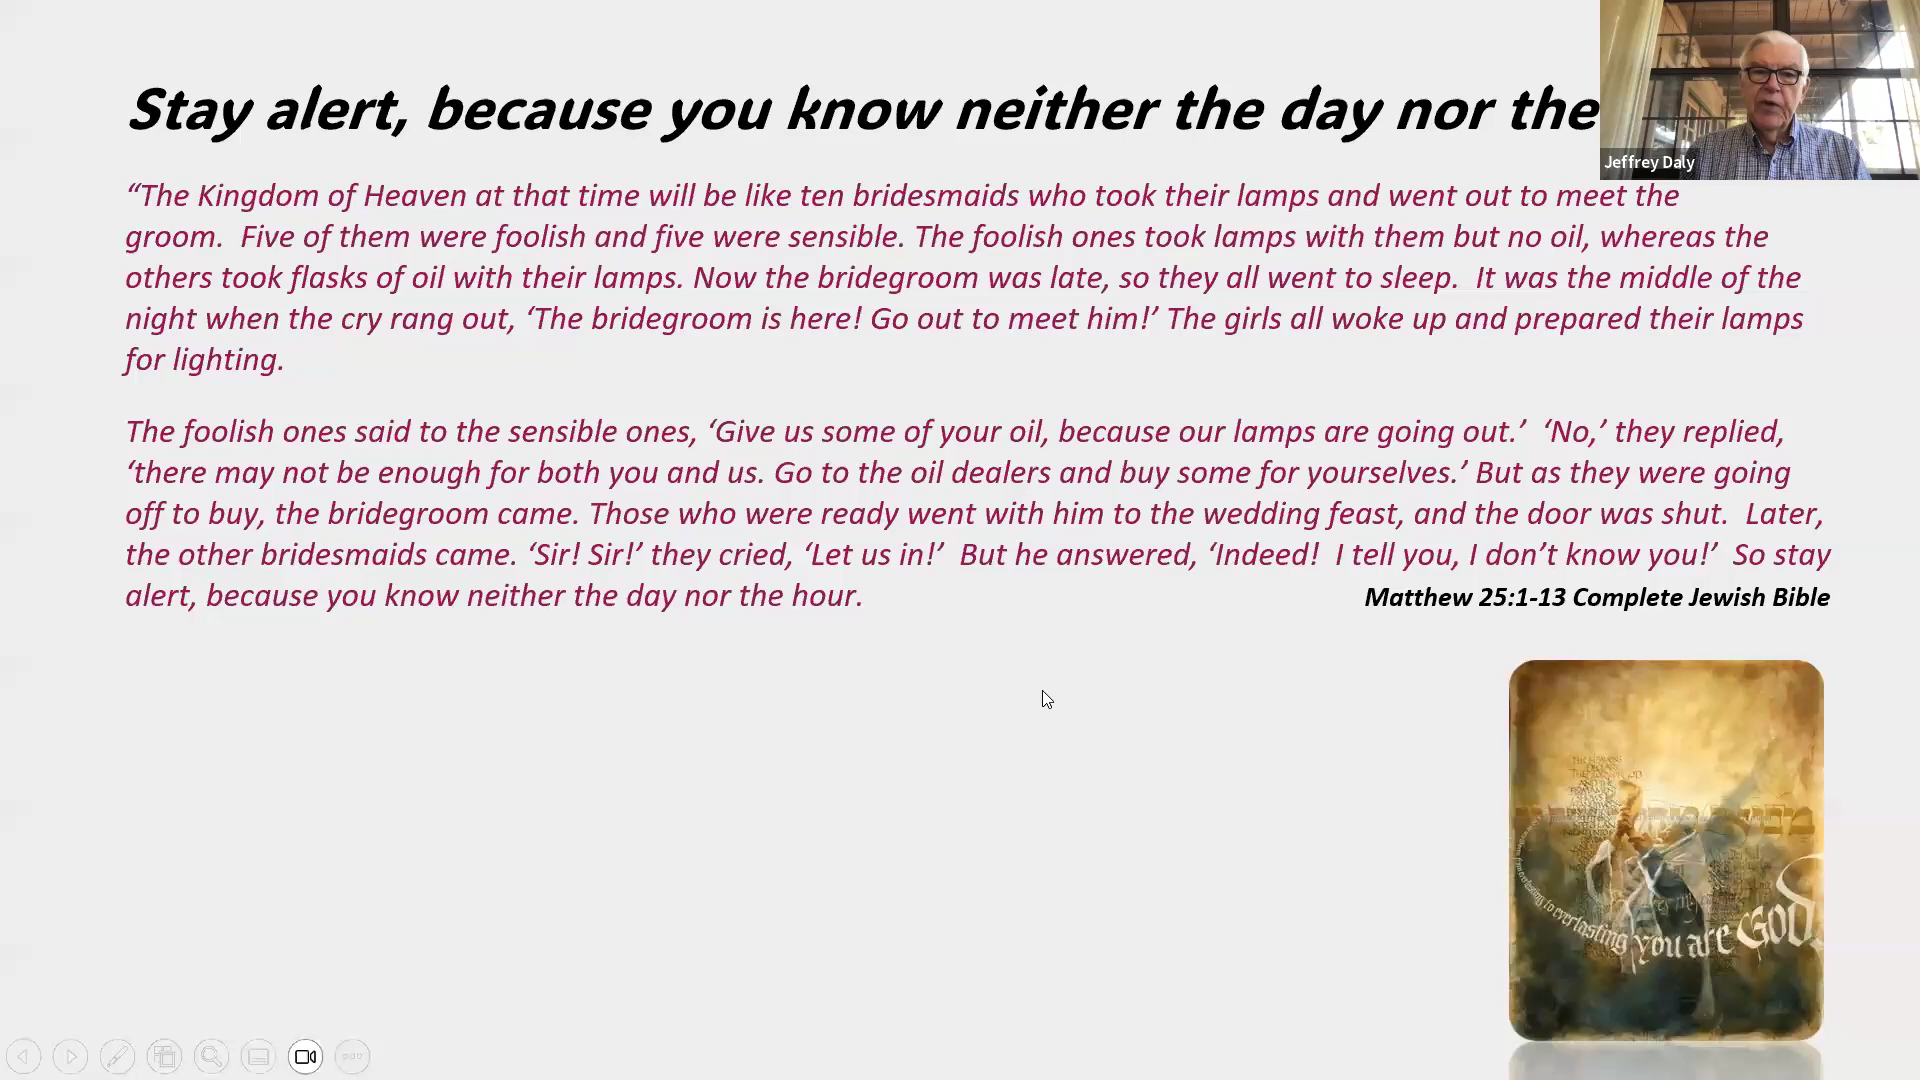 Stay alert, because you know neither the day nor the
Jeffrey Daly
“The Kingdom of Heaven at that time will be like ten bridesmaids who took their lamps and went out to meet the
groom.  Five of them were foolish and five were sensible. The foolish ones took lamps with them but no oil, whereas the
others took flasks of oil with their lamps. Now the bridegroom was late, so they all went to sleep.  It was the middle of the
night when the cry rang out, ‘The bridegroom is here! Go out to meet him!’ The girls all woke up and prepared their lamps
for lighting.
The foolish ones said to the sensible ones, ‘Give us some of your oil, because our lamps are going out.’  ‘No,’ they replied,
‘there may not be enough for both you and us. Go to the oil dealers and buy some for yourselves.’ But as they were going
off to buy, the bridegroom came. Those who were ready went with him to the wedding feast, and the door was shut.  Later,
the other bridesmaids came. ‘Sir! Sir!’ they cried, ‘Let us in!’  But he answered, ‘Indeed!  I tell you, I don’t know you!’  So stay
alert, because you know neither the day nor the hour.
Matthew 25:1-13 Complete Jewish Bible
THE HEAVENS
DECLARE
everlasting to everlasting you are GOD